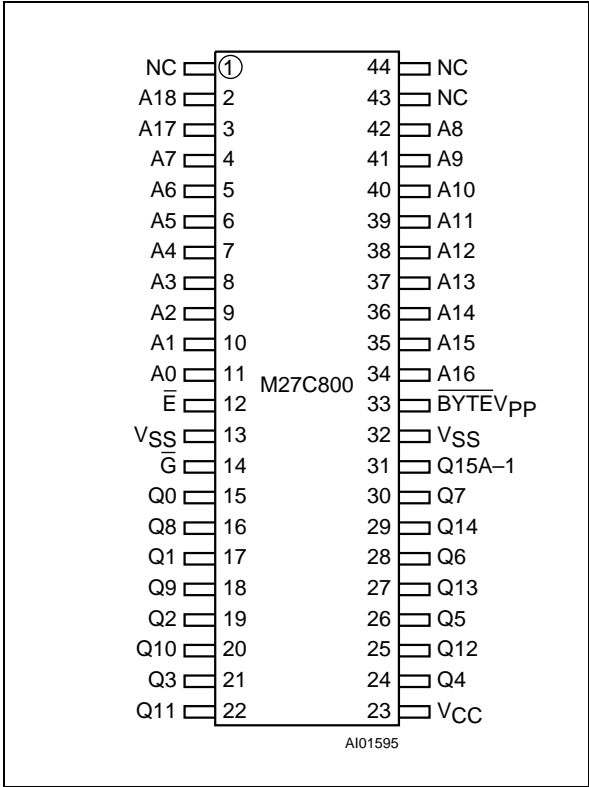 NC 1 44 NC
A18 2 43 NC
A17 3 42 A8
A7 4 41 A9
A6 5 40 A10
A5 6 39 A11
A4 7 38 A12
A3 8 37 A13
A2 9 36 A14
A1 10 35 A15
A0 11 34 A16
M27C800
E̅ 12 33 B̅Y̅T̅E̅VPP
VSS 13 32 VSS
G̅ 14 31 Q15A–1
Q0 15 30 Q7
Q8 16 29 Q14
Q1 17 28 Q6
Q9 18 27 Q13
Q2 19 26 Q5
Q10 20 25 Q12
Q3 21 24 Q4
Q11 22 23 VCC
AI01595